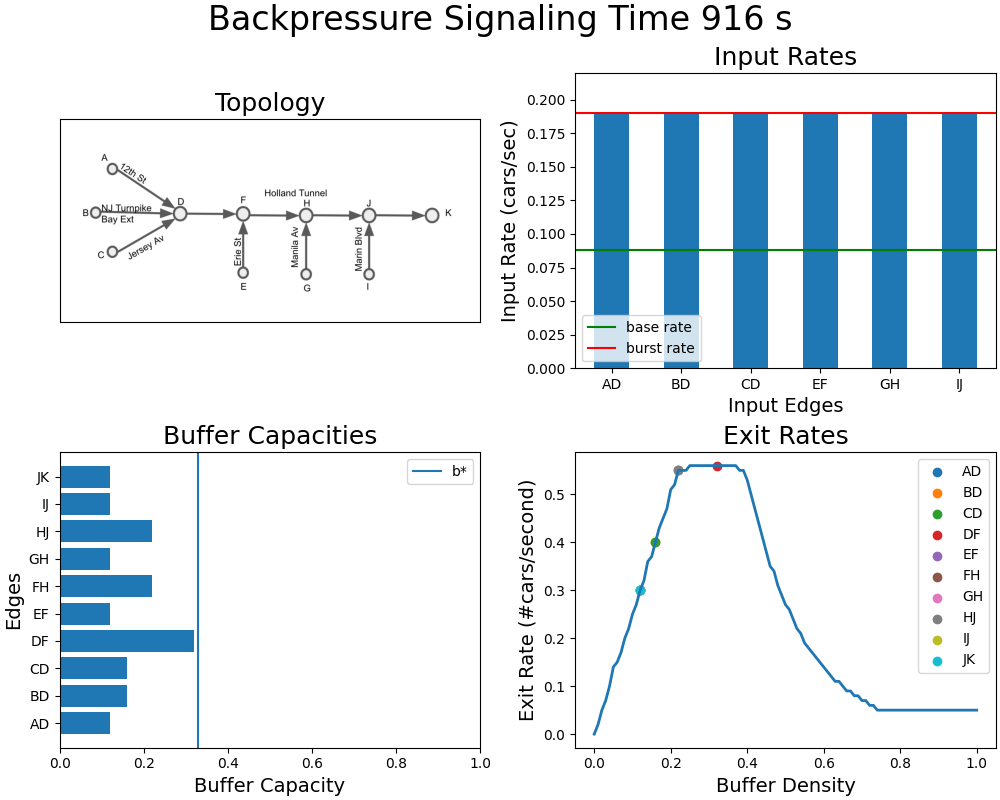 Backpressure Signaling Time 916 s
Topology
A
12th St
B
NJ Turnpike
Bay Ext
C
Jersey Av
D
F
Holland Tunnel
H
J
K
Erie St
Manila Av
Marin Blvd
E
G
I
Input Rates
Input Rate (cars/sec)
0.200
0.175
0.150
0.125
0.100
0.075
0.050
0.025
0.000
base rate
burst rate
AD BD CD EF GH IJ
Input Edges
Buffer Capacities
Edges
JK
IJ
HJ
GH
FH
EF
DF
CD
BD
AD
b*
0.0 0.2 0.4 0.6 0.8 1.0
Buffer Capacity
Exit Rates
Exit Rate (#cars/second)
0.5
0.4
0.3
0.2
0.1
0.0
AD
BD
CD
DF
EF
FH
GH
HJ
IJ
JK
0.0 0.2 0.4 0.6 0.8 1.0
Buffer Density